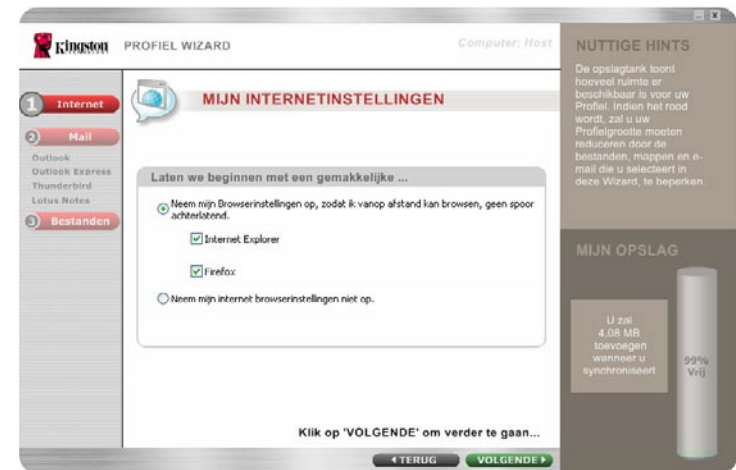 Kingston
TECHNOLOGY
PROFIEL WIZARD
Computer: Host
1 Internet
2 Mail
Outlook
Outlook Express
Thunderbird
Lotus Notes
3 Bestanden
MIJN INTERNETINSTELLINGEN
Laten we beginnen met een gemakkelijke ...
Neem mijn Browserinstellingen op, zodat ik vanop afstand kan browsen, geen spoor
achterlatend.
Internet Explorer
Firefox
Neem mijn internet browserinstellingen niet op.
Klik op 'VOLGENDE' om verder te gaan...
TERUG
VOLGENDE
NUTTIGE HINTS
De opslagtank toont
hoeveel ruimte er
beschikbaar is voor uw
Profiel. Indien het rood
wordt, zal u uw
Profielgrootte moeten
reduceren door de
bestanden, mappen en e-
mail die u selecteert in
deze Wizard, te beperken.
MIJN OPSLAG
U zal
4,08 MB
toevoegen
wanneer u
synchroniseert
99%
Vrij